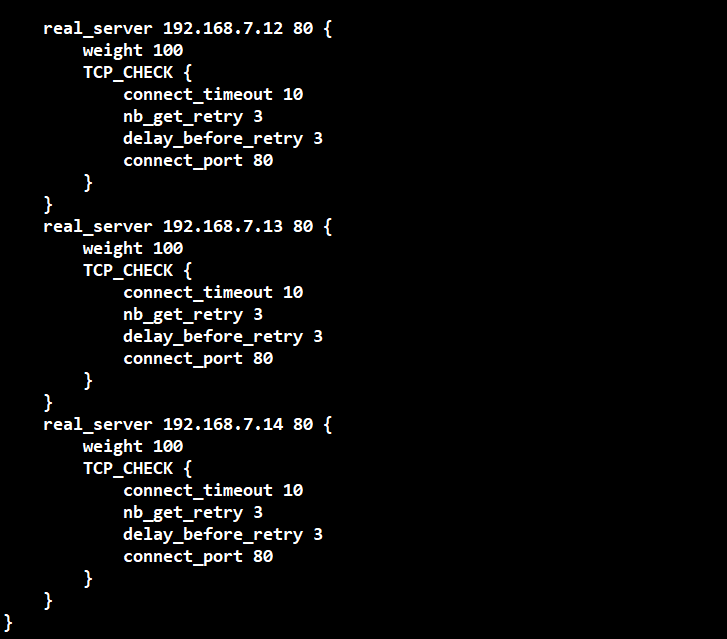 real_server 192.168.7.12 80 {
weight 100
TCP_CHECK {
connect_timeout 10
nb_get_retry 3
delay_before_retry 3
connect_port 80
}
}
real_server 192.168.7.13 80 {
weight 100
TCP_CHECK {
connect_timeout 10
nb_get_retry 3
delay_before_retry 3
connect_port 80
}
}
real_server 192.168.7.14 80 {
weight 100
TCP_CHECK {
connect_timeout 10
nb_get_retry 3
delay_before_retry 3
connect_port 80
}
}
}